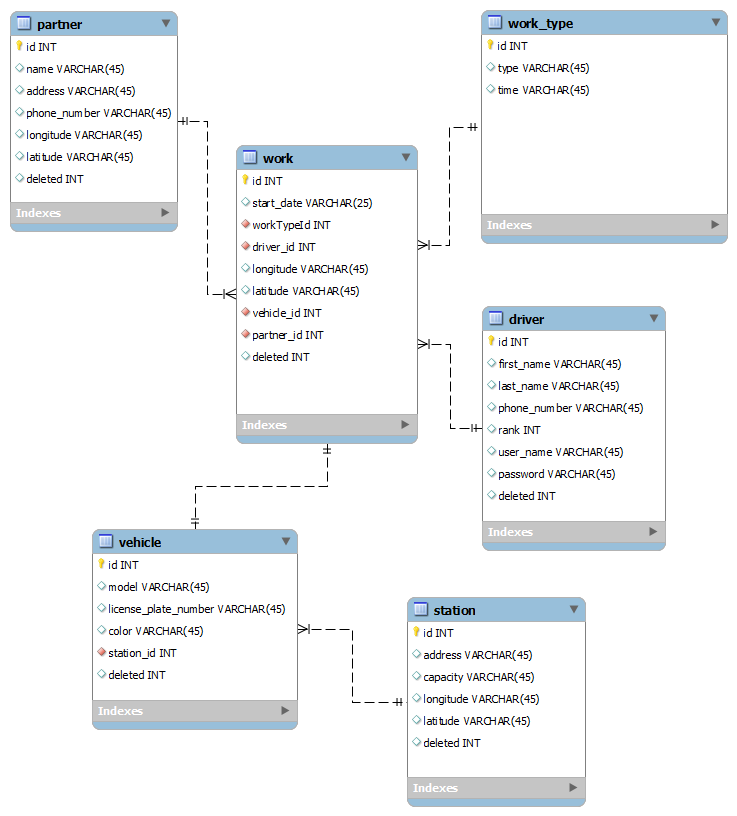 partner
id INT
name VARCHAR(45)
address VARCHAR(45)
phone_number VARCHAR(45)
longitude VARCHAR(45)
latitude VARCHAR(45)
deleted INT
Indexes
work_type
id INT
type VARCHAR(45)
time VARCHAR(45)
Indexes
work
id INT
start_date VARCHAR(25)
workTypeId INT
driver_id INT
longitude VARCHAR(45)
latitude VARCHAR(45)
vehicle_id INT
partner_id INT
deleted INT
Indexes
driver
id INT
first_name VARCHAR(45)
last_name VARCHAR(45)
phone_number VARCHAR(45)
rank INT
user_name VARCHAR(45)
password VARCHAR(45)
deleted INT
Indexes
vehicle
id INT
model VARCHAR(45)
license_plate_number VARCHAR(45)
color VARCHAR(45)
station_id INT
deleted INT
Indexes
station
id INT
address VARCHAR(45)
capacity VARCHAR(45)
longitude VARCHAR(45)
latitude VARCHAR(45)
deleted INT
Indexes